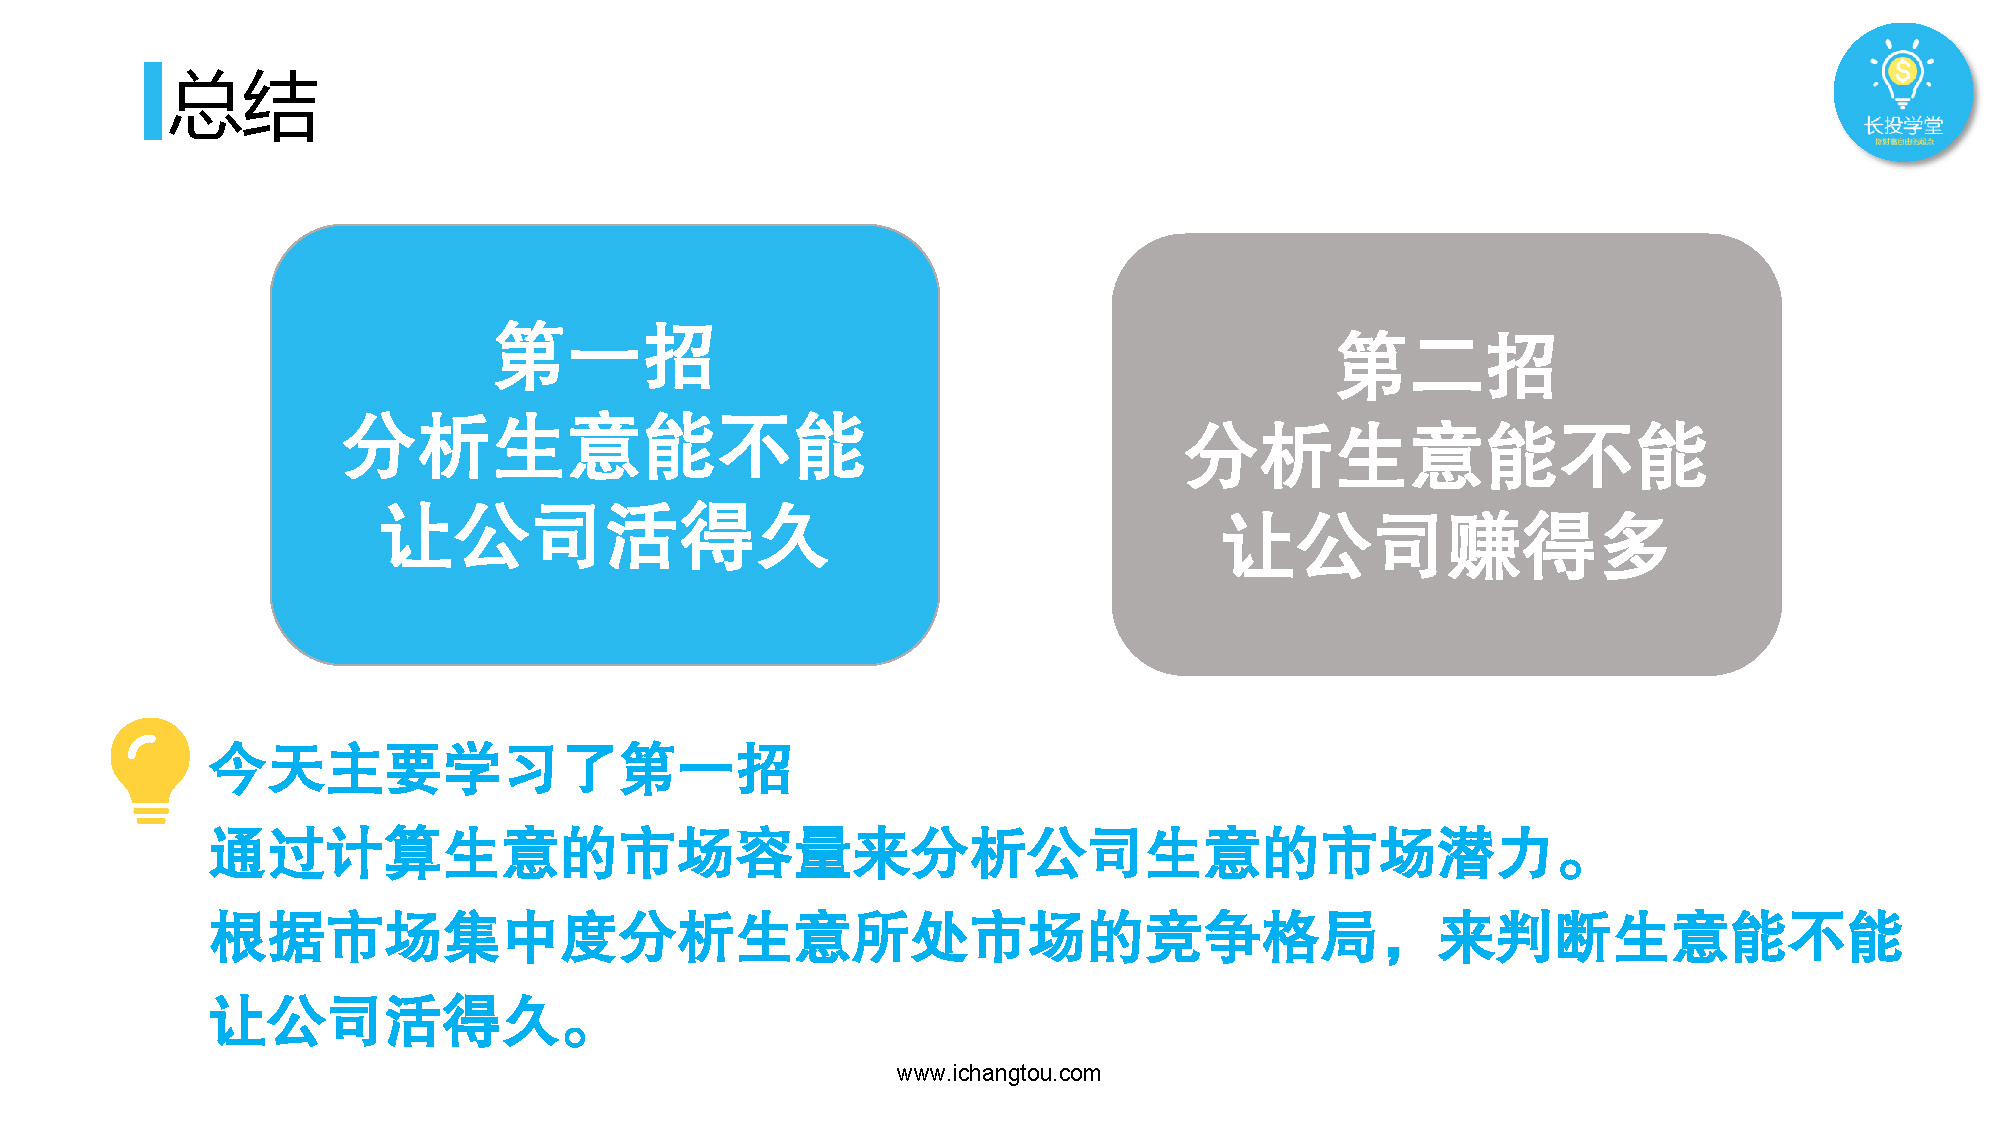 总结
长投学堂
第一招
分析生意能不能
让公司活得久
第二招
分析生意能不能
让公司赚得多
今天主要学习了第一招
通过计算生意的市场容量来分析公司生意的市场潜力。
根据市场集中度分析生意所处市场的竞争格局，来判断生意能不能
让公司活得久。
www.ichangtou.com